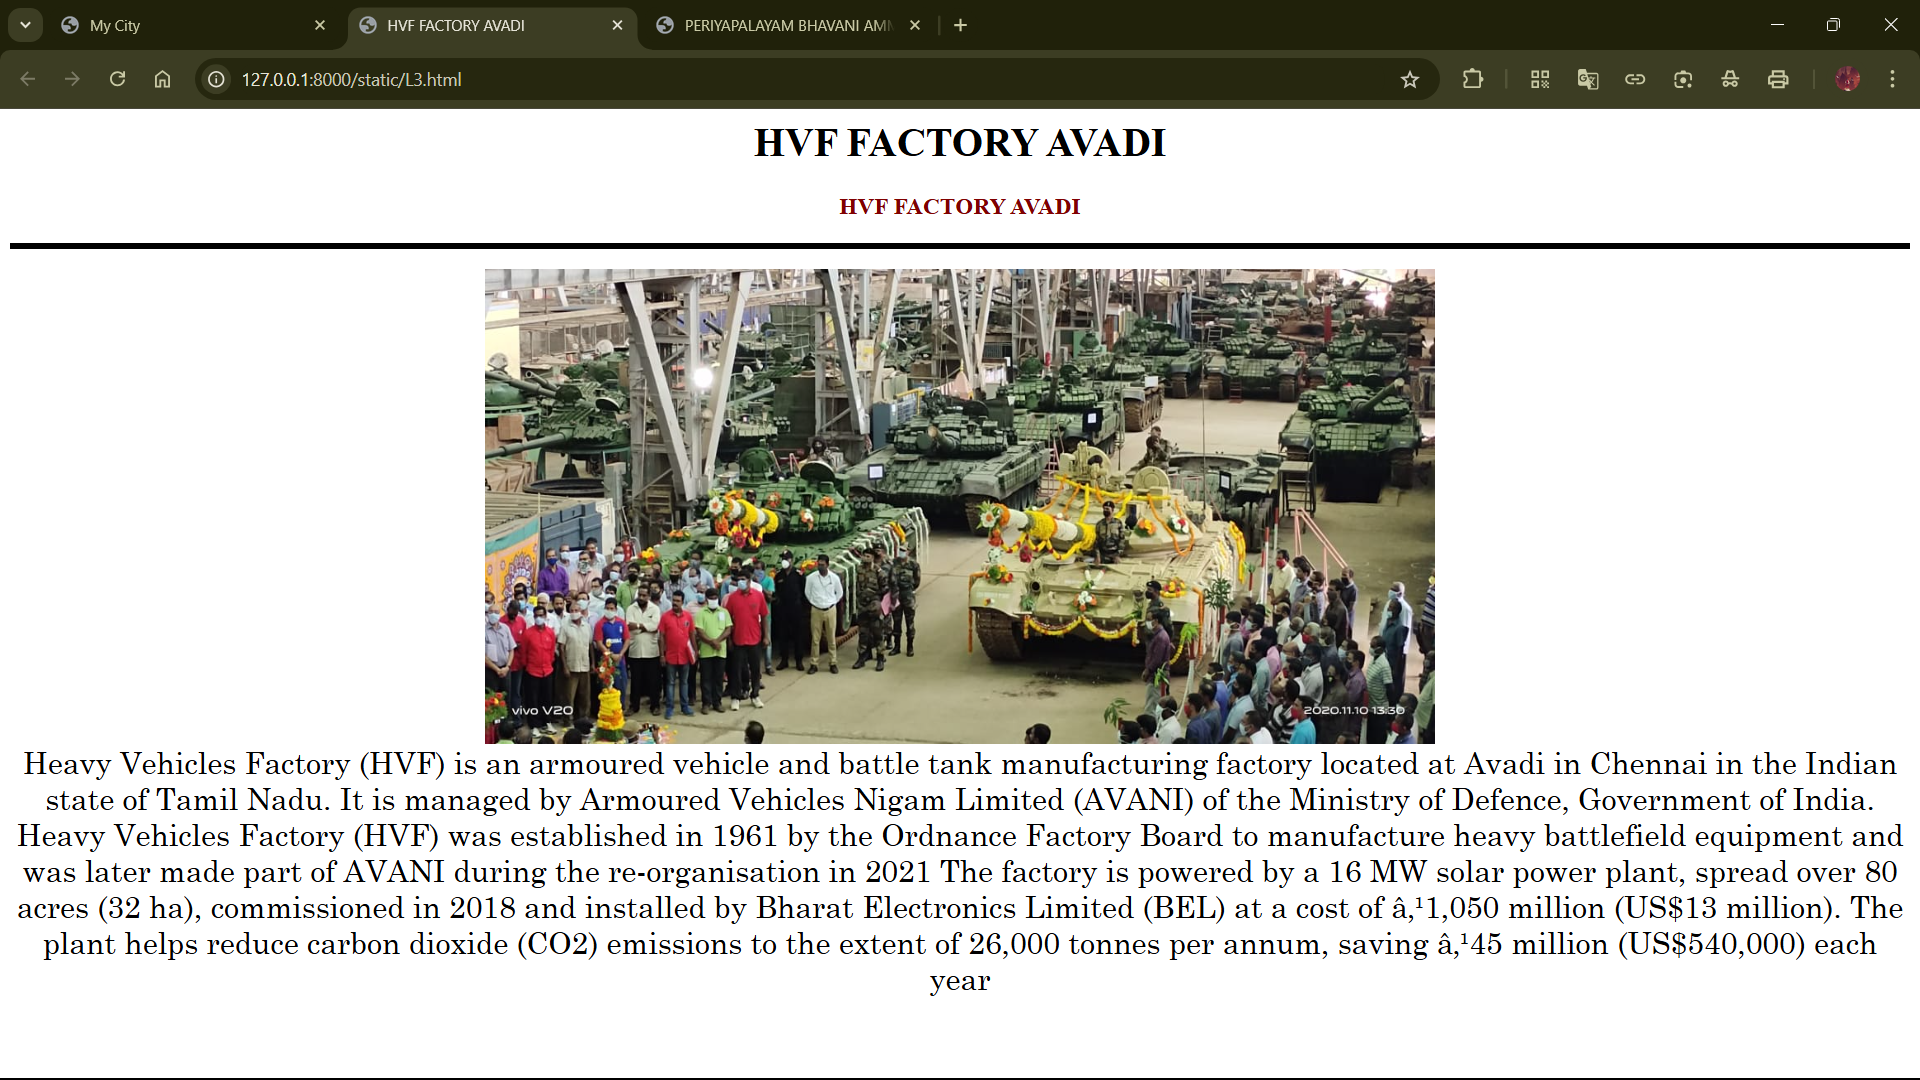 My City
HVF FACTORY AVADI
PERIYAPALAYAM BHAVANI AM
127.0.0.1:8000/static/L3.html
HVF FACTORY AVADI
HVF FACTORY AVADI
vivo V20
2020.11.10 13:30
Heavy Vehicles Factory (HVF) is an armoured vehicle and battle tank manufacturing factory located at Avadi in Chennai in the Indian
state of Tamil Nadu. It is managed by Armoured Vehicles Nigam Limited (AVANI) of the Ministry of Defence, Government of India.
Heavy Vehicles Factory (HVF) was established in 1961 by the Ordnance Factory Board to manufacture heavy battlefield equipment and
was later made part of AVANI during the re-organisation in 2021 The factory is powered by a 16 MW solar power plant, spread over 80
acres (32 ha), commissioned in 2018 and installed by Bharat Electronics Limited (BEL) at a cost of â‚¹1,050 million (US$13 million). The
plant helps reduce carbon dioxide (CO2) emissions to the extent of 26,000 tonnes per annum, saving â‚¹45 million (US$540,000) each
year